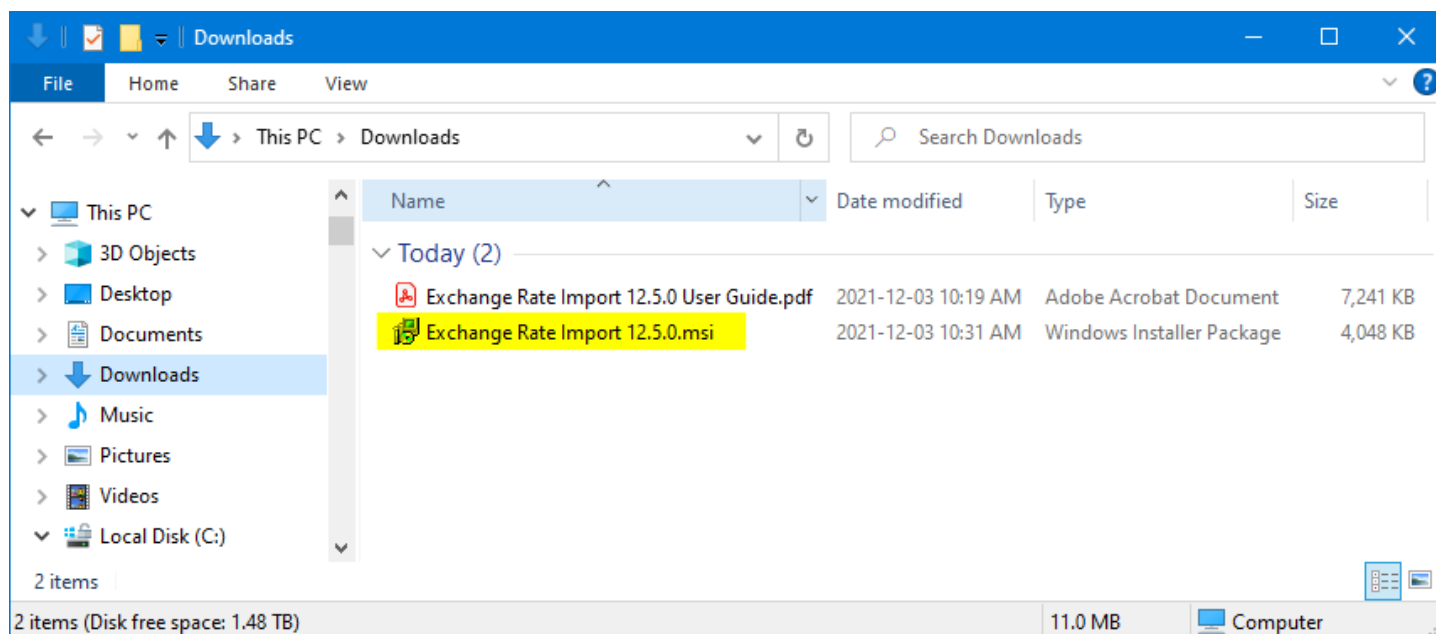 Downloads
File Home Share View ?
This PC Downloads Search Downloads
Name Date modified Type Size
This PC
3D Objects
Desktop
Documents
Downloads
Music
Pictures
Videos
Local Disk (C:)
Today (2)
Exchange Rate Import 12.5.0 User Guide.pdf 2021-12-03 10:19 AM Adobe Acrobat Document 7,241 KB
Exchange Rate Import 12.5.0.msi 2021-12-03 10:31 AM Windows Installer Package 4,048 KB
2 items
2 items (Disk free space: 1.48 TB) 11.0 MB Computer